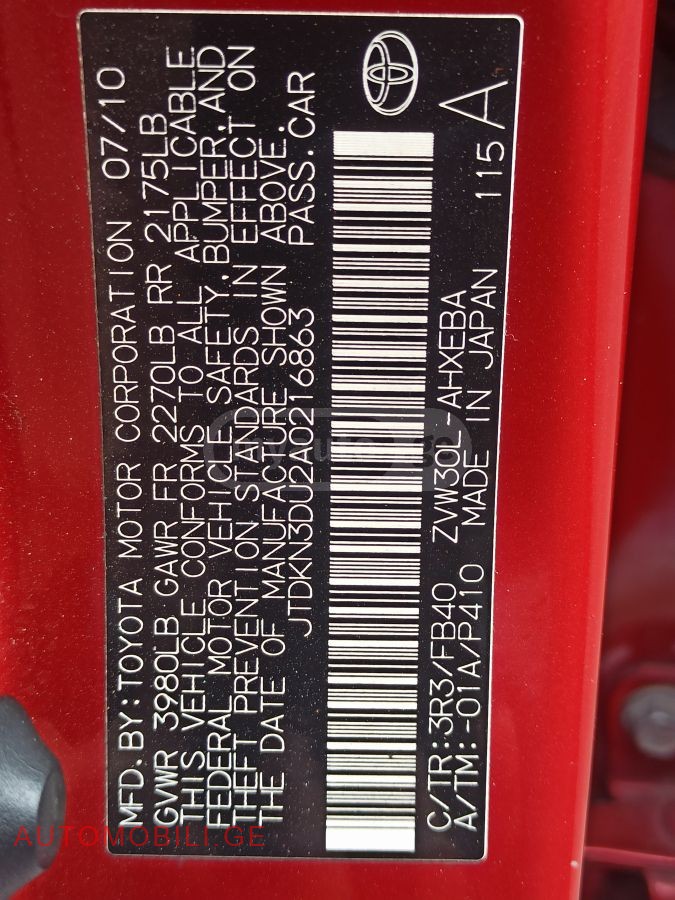 MFD. BY: TOYOTA MOTOR CORPORATION 07/10
GVWR 3980LB GAWR FR 2270LB RR 2175LB
THIS VEHICLE CONFORMS TO ALL APPLICABLE
FEDERAL MOTOR VEHICLE SAFETY, BUMPER, AND
THEFT PREVENTION STANDARDS IN EFFECT ON
THE DATE OF MANUFACTURE SHOWN ABOVE.
JTDKN3DU2A0216863 PASS. CAR
C/TR: 3R3/FB40 ZVW30L-AHXEBA 115 A
A/TM: -01A/P410 MADE IN JAPAN
myauto.ge
AUTOMOBILI GE